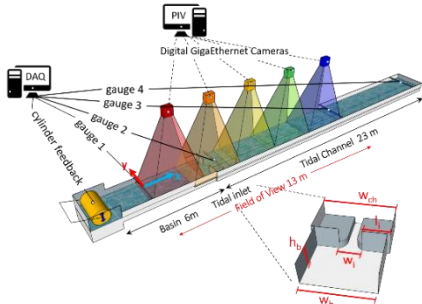 PIV
DAQ
Digital GigaEthernet Cameras
gauge 4
gauge 3
gauge 2
gauge 1
cylinder feedback
y
x
Basin 6m
Tidal inlet
Tidal Channel 23 m
Field of View 13 m
w_ch
l_i
h_b
w_i
w_b